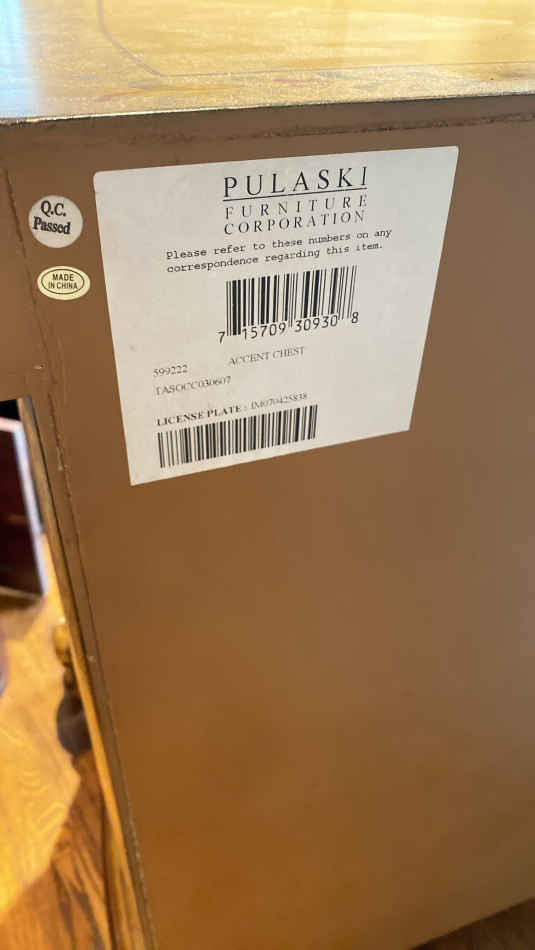 PULASKI
FURNITURE
CORPORATION
Please refer to these numbers on any
correspondence regarding this item.
7 15709 30930 8
599222 ACCENT CHEST
TASOCC030607
LICENSE PLATE : IM070425838
Q.C.
Passed
MADE
IN CHINA